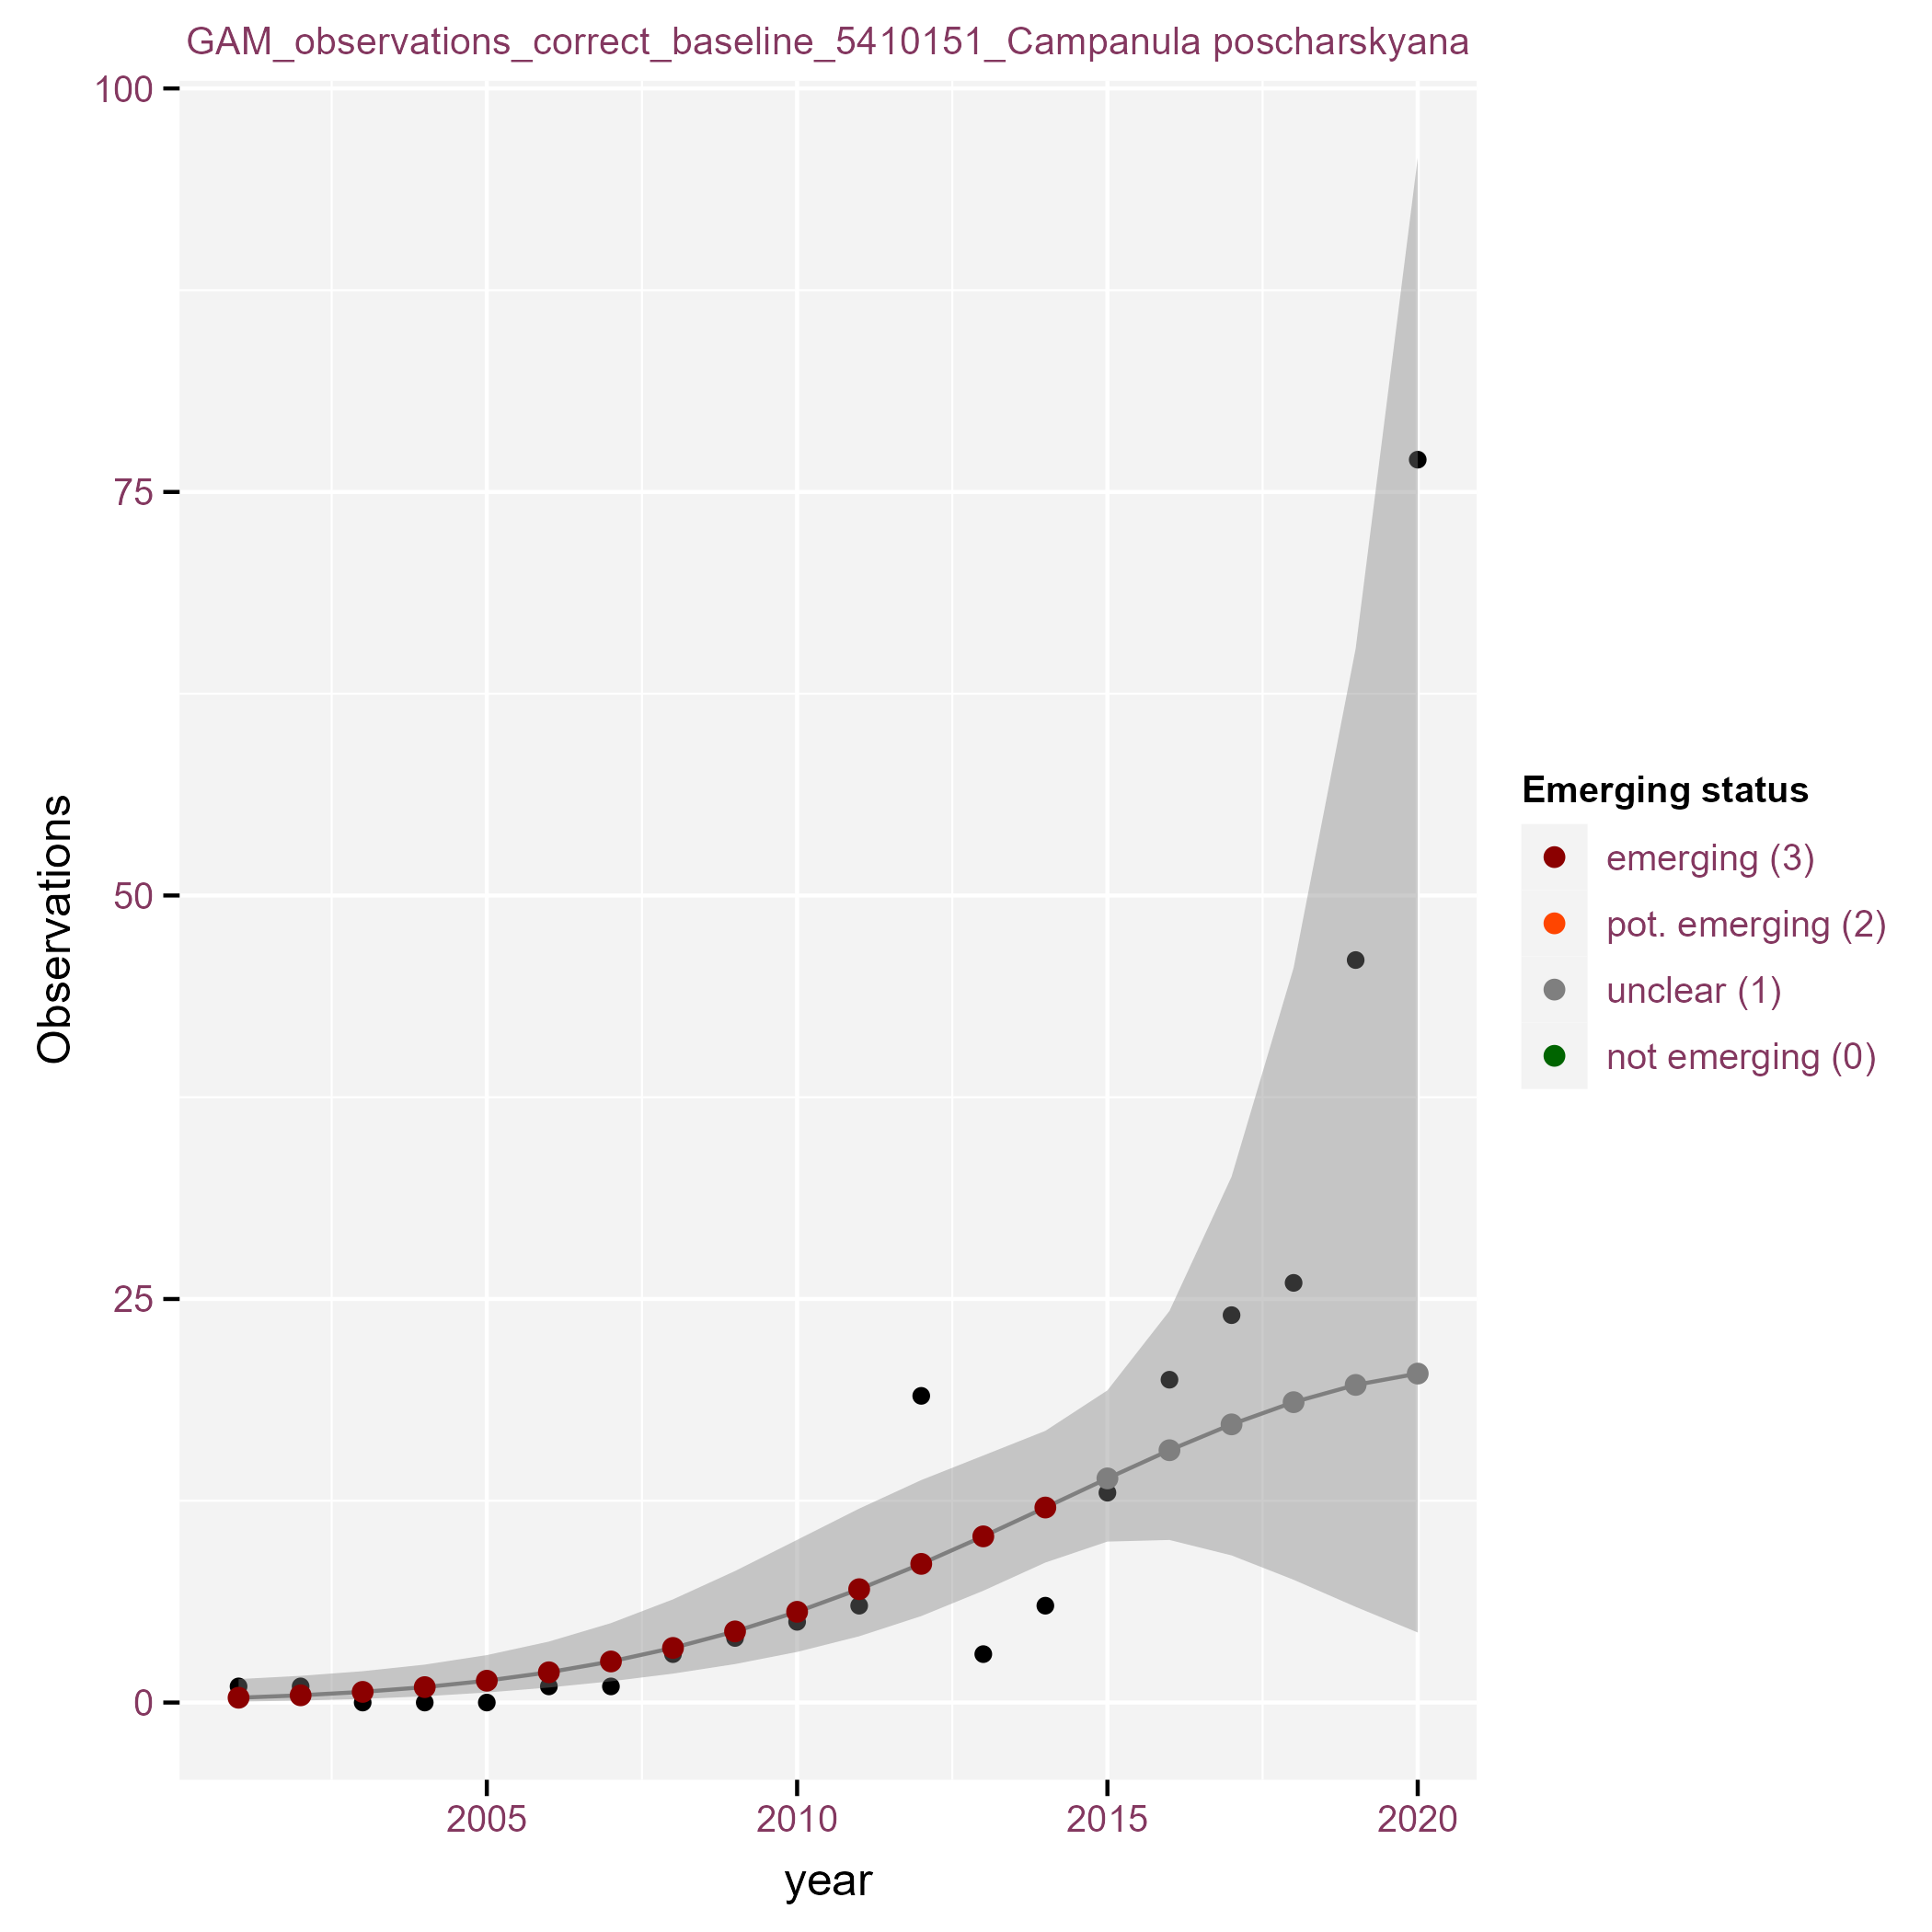 GAM_observations_correct_baseline_5410151_Campanula poscharskyana
100
75
50
25
0
Observations
2005 2010 2015 2020
year
Emerging status
emerging (3)
pot. emerging (2)
unclear (1)
not emerging (0)